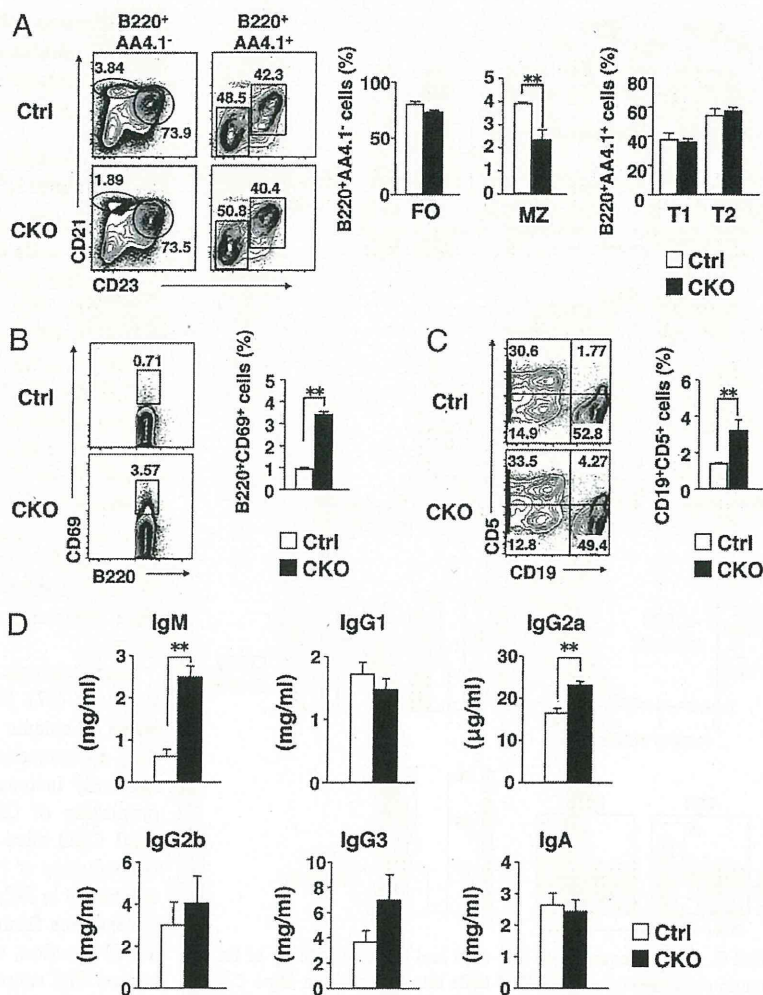 A
B220+ AA4.1-
B220+ AA4.1+
Ctrl
3.84
73.9
48.5
42.3
CKO
1.89
73.5
50.8
40.4
CD21
CD23
B220+AA4.1- cells (%)
100
50
0
FO
**
5
4
3
2
1
0
MZ
B220+AA4.1+ cells (%)
80
60
40
20
0
T1 T2
Ctrl
CKO
B
Ctrl
0.71
CKO
3.57
CD69
B220
B220+CD69+ cells (%)
**
5
4
3
2
1
0
Ctrl
CKO
C
Ctrl
30.6 1.77
14.9 52.8
CKO
33.5 4.27
12.8 49.4
CD5
CD19
CD19+CD5+ cells (%)
**
6
4
2
0
Ctrl
CKO
D
IgM
(mg/ml)
**
3
2
1
0
IgG1
(mg/ml)
2
1
0
IgG2a
(µg/ml)
**
30
20
10
0
IgG2b
(mg/ml)
6
4
2
0
IgG3
(mg/ml)
10
8
6
4
2
0
IgA
(mg/ml)
4
3
2
1
0
Ctrl
CKO